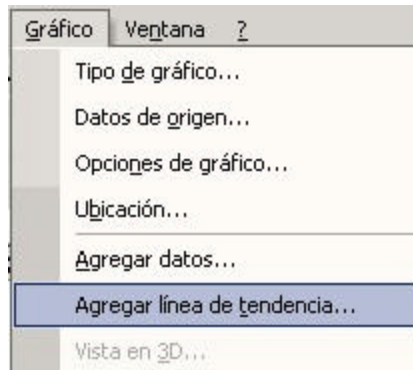 Gráfico Ventana ?
Tipo de gráfico...
Datos de origen...
Opciones de gráfico...
Ubicación...
Agregar datos...
Agregar línea de tendencia...
Vista en 3D...